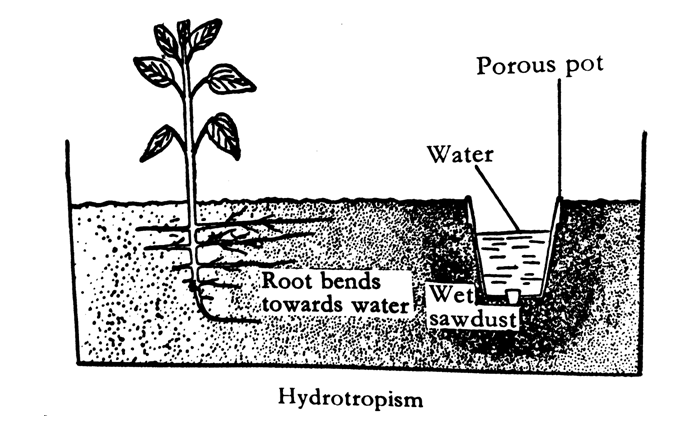 Porous pot
Water
Root bends
towards water
Wet
sawdust
Hydrotropism